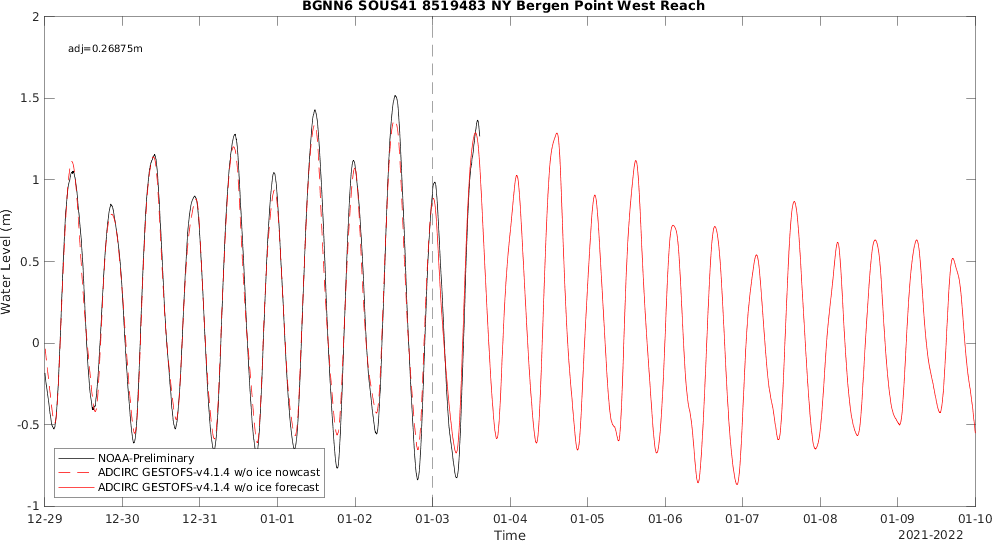 BGNN6 SOUS41 8519483 NY Bergen Point West Reach
adj=0.26875m
2
1.5
1
0.5
0
-0.5
-1
Water Level (m)
NOAA-Preliminary
ADCIRC GESTOFS-v4.1.4 w/o ice nowcast
ADCIRC GESTOFS-v4.1.4 w/o ice forecast
12-29 12-30 12-31 01-01 01-02 01-03 01-04 01-05 01-06 01-07 01-08 01-09 01-10
Time
2021-2022